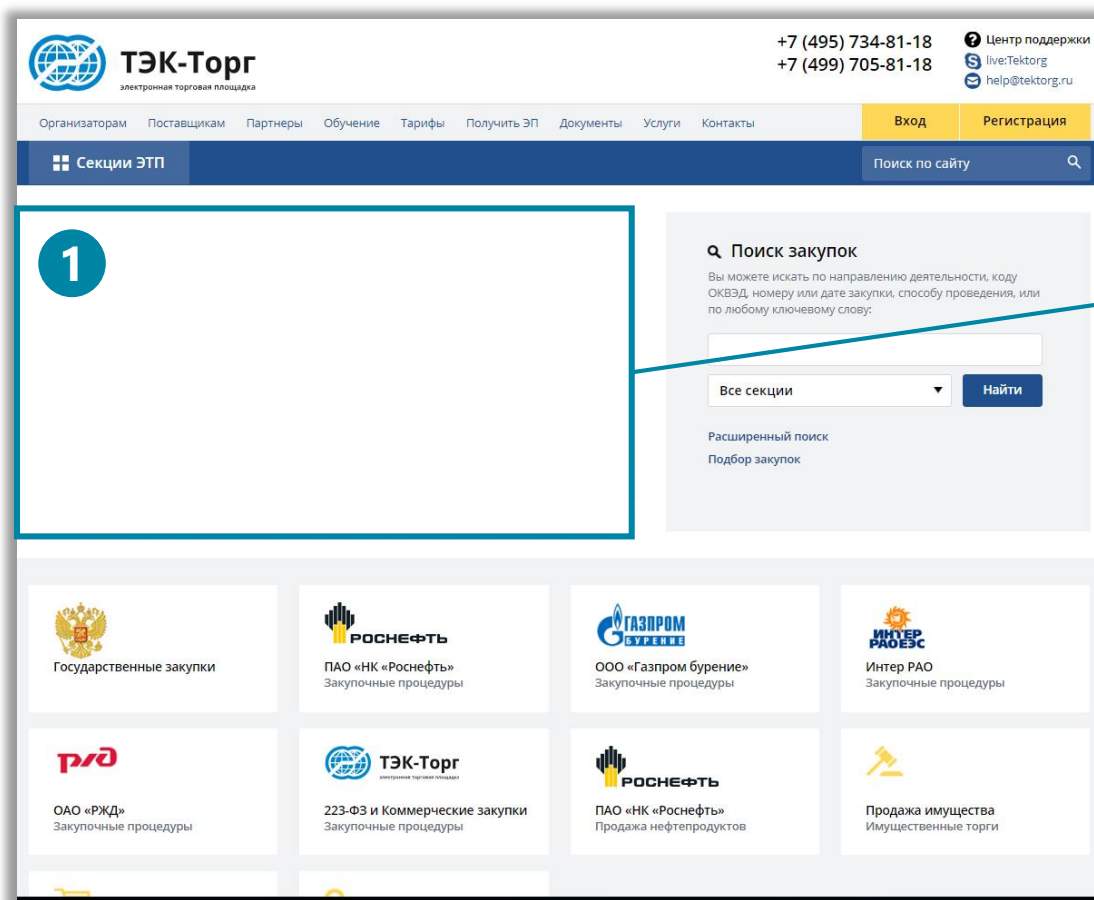 ТЭК-Торг
электронная торговая площадка
+7 (495) 734-81-18
+7 (499) 705-81-18
Центр поддержки
live:Tektorg
help@tektorg.ru
Организаторам Поставщикам Партнеры Обучение Тарифы Получить ЭП Документы Услуги Контакты
Вход
Регистрация
Секции ЭТП
Поиск по сайту
1
Поиск закупок
Вы можете искать по направлению деятельности, коду
ОКВЭД, номеру или дате закупки, способу проведения, или
по любому ключевому слову:
Все секции
Найти
Расширенный поиск
Подбор закупок
Государственные закупки
РОСНЕФТЬ
ПАО «НК «Роснефть»
Закупочные процедуры
ГАЗПРОМ
БУРЕНИЕ
ООО «Газпром бурение»
Закупочные процедуры
ИНТЕР
РАОЕЭС
Интер РАО
Закупочные процедуры
ржд
ОАО «РЖД»
Закупочные процедуры
ТЭК-Торг
электронная торговая площадка
223-ФЗ и Коммерческие закупки
Закупочные процедуры
РОСНЕФТЬ
ПАО «НК «Роснефть»
Продажа нефтепродуктов
Продажа имущества
Имущественные торги